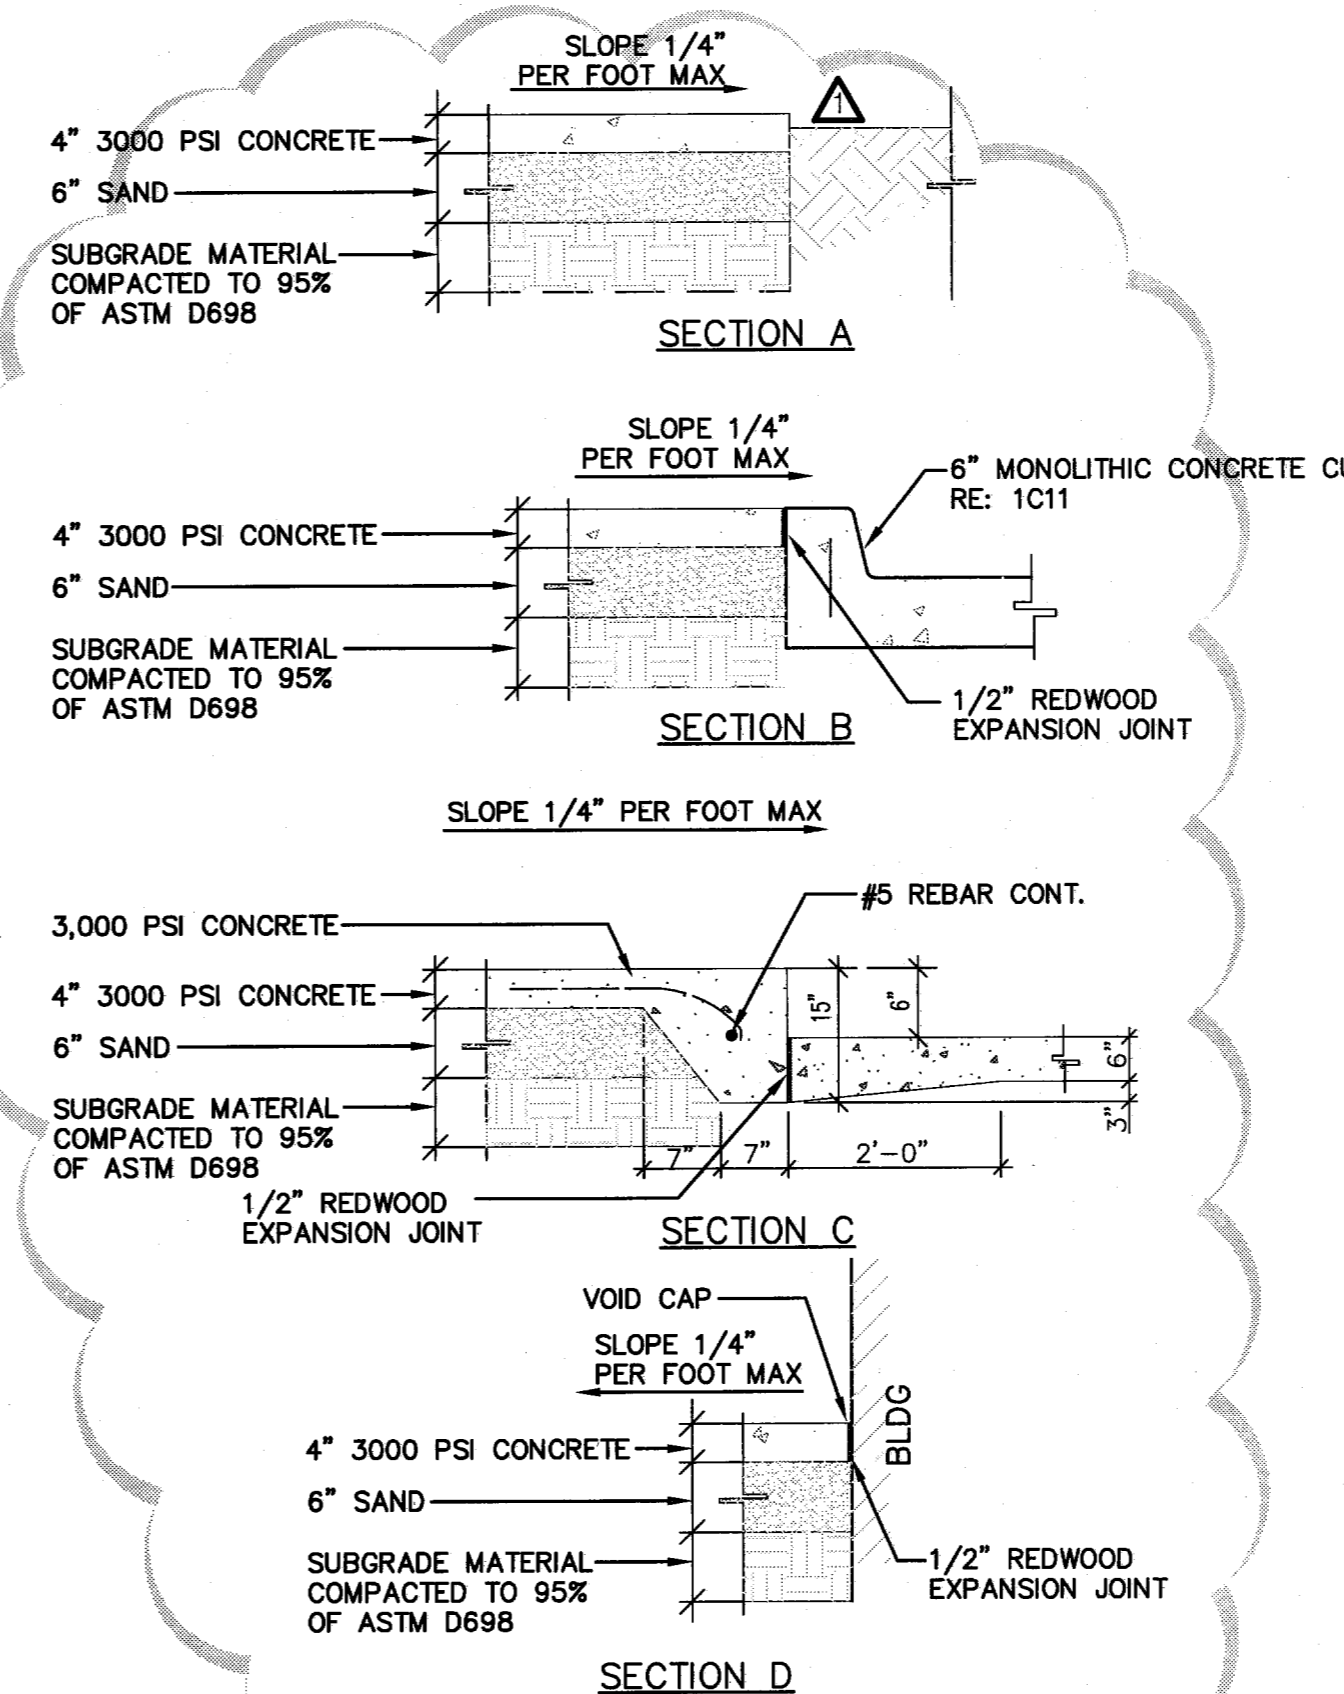 SLOPE 1/4"
PER FOOT MAX
1
4" 3000 PSI CONCRETE
6" SAND
SUBGRADE MATERIAL
COMPACTED TO 95%
OF ASTM D698
SECTION A
SLOPE 1/4"
PER FOOT MAX
6" MONOLITHIC CONCRETE
RE: 1C11
4" 3000 PSI CONCRETE
6" SAND
SUBGRADE MATERIAL
COMPACTED TO 95%
OF ASTM D698
1/2" REDWOOD
EXPANSION JOINT
SECTION B
SLOPE 1/4" PER FOOT MAX
#5 REBAR CONT.
3,000 PSI CONCRETE
4" 3000 PSI CONCRETE
6" SAND
SUBGRADE MATERIAL
COMPACTED TO 95%
OF ASTM D698
15"
6"
6"
3"
7"
7"
2'-0"
1/2" REDWOOD
EXPANSION JOINT
SECTION C
VOID CAP
SLOPE 1/4"
PER FOOT MAX
BLDG
4" 3000 PSI CONCRETE
6" SAND
SUBGRADE MATERIAL
COMPACTED TO 95%
OF ASTM D698
1/2" REDWOOD
EXPANSION JOINT
SECTION D